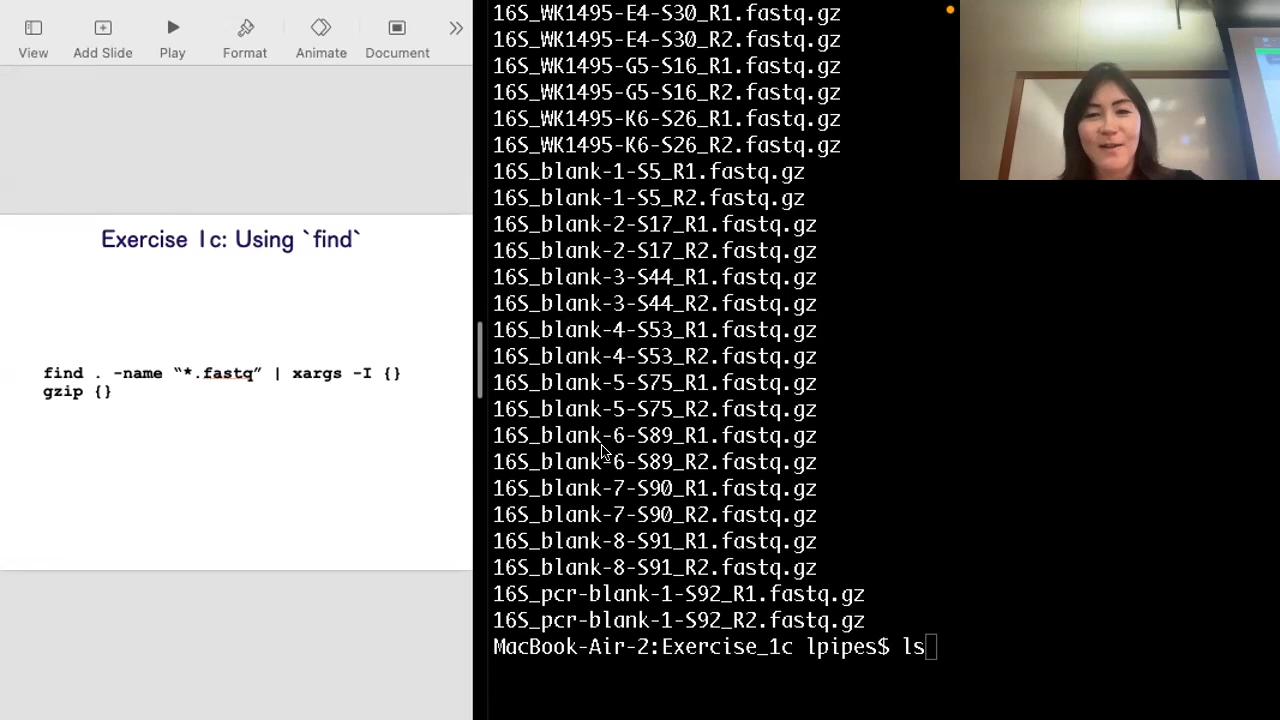 View
Add Slide
Play
Format
Animate
Document
Exercise 1c: Using `find`
find . -name “*.fastq” | xargs -I {}
gzip {}
16S_WK1495-E4-S30_R1.fastq.gz
16S_WK1495-E4-S30_R2.fastq.gz
16S_WK1495-G5-S16_R1.fastq.gz
16S_WK1495-G5-S16_R2.fastq.gz
16S_WK1495-K6-S26_R1.fastq.gz
16S_WK1495-K6-S26_R2.fastq.gz
16S_blank-1-S5_R1.fastq.gz
16S_blank-1-S5_R2.fastq.gz
16S_blank-2-S17_R1.fastq.gz
16S_blank-2-S17_R2.fastq.gz
16S_blank-3-S44_R1.fastq.gz
16S_blank-3-S44_R2.fastq.gz
16S_blank-4-S53_R1.fastq.gz
16S_blank-4-S53_R2.fastq.gz
16S_blank-5-S75_R1.fastq.gz
16S_blank-5-S75_R2.fastq.gz
16S_blank-6-S89_R1.fastq.gz
16S_blank-6-S89_R2.fastq.gz
16S_blank-7-S90_R1.fastq.gz
16S_blank-7-S90_R2.fastq.gz
16S_blank-8-S91_R1.fastq.gz
16S_blank-8-S91_R2.fastq.gz
16S_pcr-blank-1-S92_R1.fastq.gz
16S_pcr-blank-1-S92_R2.fastq.gz
MacBook-Air-2:Exercise_1c lpipes$ ls